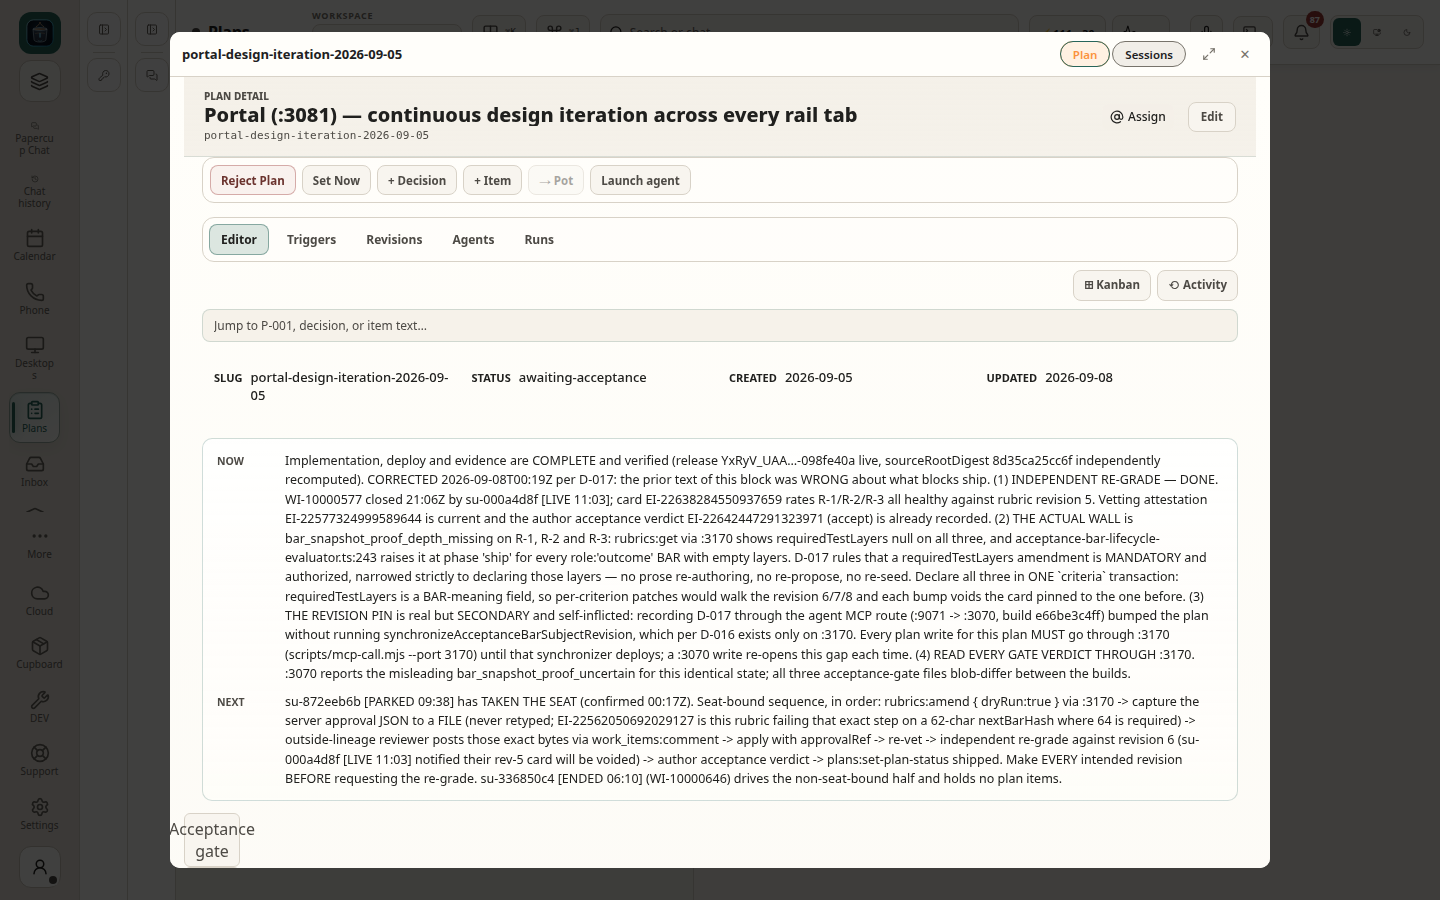 WORKSPACE
Plans
87
portal-design-iteration-2026-09-05
Plan
Sessions
PLAN DETAIL
Portal (:3081) — continuous design iteration across every rail tab
portal-design-iteration-2026-09-05
Assign
Edit
Reject Plan
Set Now
+ Decision
+ Item
→ Pot
Launch agent
Editor
Triggers
Revisions
Agents
Runs
Kanban
Activity
Jump to P-001, decision, or item text...
SLUG portal-design-iteration-2026-09-
05
STATUS awaiting-acceptance
CREATED 2026-09-05
UPDATED 2026-09-08
NOW
Implementation, deploy and evidence are COMPLETE and verified (release YxRyV_UAA...-098fe40a live, sourceRootDigest 8d35ca25cc6f independently
recomputed). CORRECTED 2026-09-08T00:19Z per D-017: the prior text of this block was WRONG about what blocks ship. (1) INDEPENDENT RE-GRADE — DONE.
WI-10000577 closed 21:06Z by su-000a4d8f [LIVE 11:03]; card EI-22638284550937659 rates R-1/R-2/R-3 all healthy against rubric revision 5. Vetting attestation
EI-22577324999589644 is current and the author acceptance verdict EI-22642447291323971 (accept) is already recorded. (2) THE ACTUAL WALL is
bar_snapshot_proof_depth_missing on R-1, R-2 and R-3: rubrics:get via :3170 shows requiredTestLayers null on all three, and acceptance-bar-lifecycle-
evaluator.ts:243 raises it at phase 'ship' for every role:'outcome' BAR with empty layers. D-017 rules that a requiredTestLayers amendment is MANDATORY and
authorized, narrowed strictly to declaring those layers — no prose re-authoring, no re-propose, no re-seed. Declare all three in ONE `criteria` transaction:
requiredTestLayers is a BAR-meaning field, so per-criterion patches would walk the revision 6/7/8 and each bump voids the card pinned to the one before. (3)
THE REVISION PIN is real but SECONDARY and self-inflicted: recording D-017 through the agent MCP route (:9071 -> :3070, build e66be3c4ff) bumped the plan
without running synchronizeAcceptanceBarSubjectRevision, which per D-016 exists only on :3170. Every plan write for this plan MUST go through :3170
(scripts/mcp-call.mjs --port 3170) until that synchronizer deploys; a :3070 write re-opens this gap each time. (4) READ EVERY GATE VERDICT THROUGH :3170.
:3070 reports the misleading bar_snapshot_proof_uncertain for this identical state; all three acceptance-gate files blob-differ between the builds.
NEXT
su-872eeb6b [PARKED 09:38] has TAKEN THE SEAT (confirmed 00:17Z). Seat-bound sequence, in order: rubrics:amend { dryRun:true } via :3170 -> capture the
server approval JSON to a FILE (never retyped; EI-22562050692029127 is this rubric failing that exact step on a 62-char nextBarHash where 64 is required) ->
outside-lineage reviewer posts those exact bytes via work_items:comment -> apply with approvalRef -> re-vet -> independent re-grade against revision 6 (su-
000a4d8f [LIVE 11:03] notified their rev-5 card will be voided) -> author acceptance verdict -> plans:set-plan-status shipped. Make EVERY intended revision
BEFORE requesting the re-grade. su-336850c4 [ENDED 06:10] (WI-10000646) drives the non-seat-bound half and holds no plan items.
Acceptance
gate
Papercu
p Chat
Chat
history
Calendar
Phone
Desktop
s
Plans
Inbox
More
Cloud
Cupboard
DEV
Support
Settings